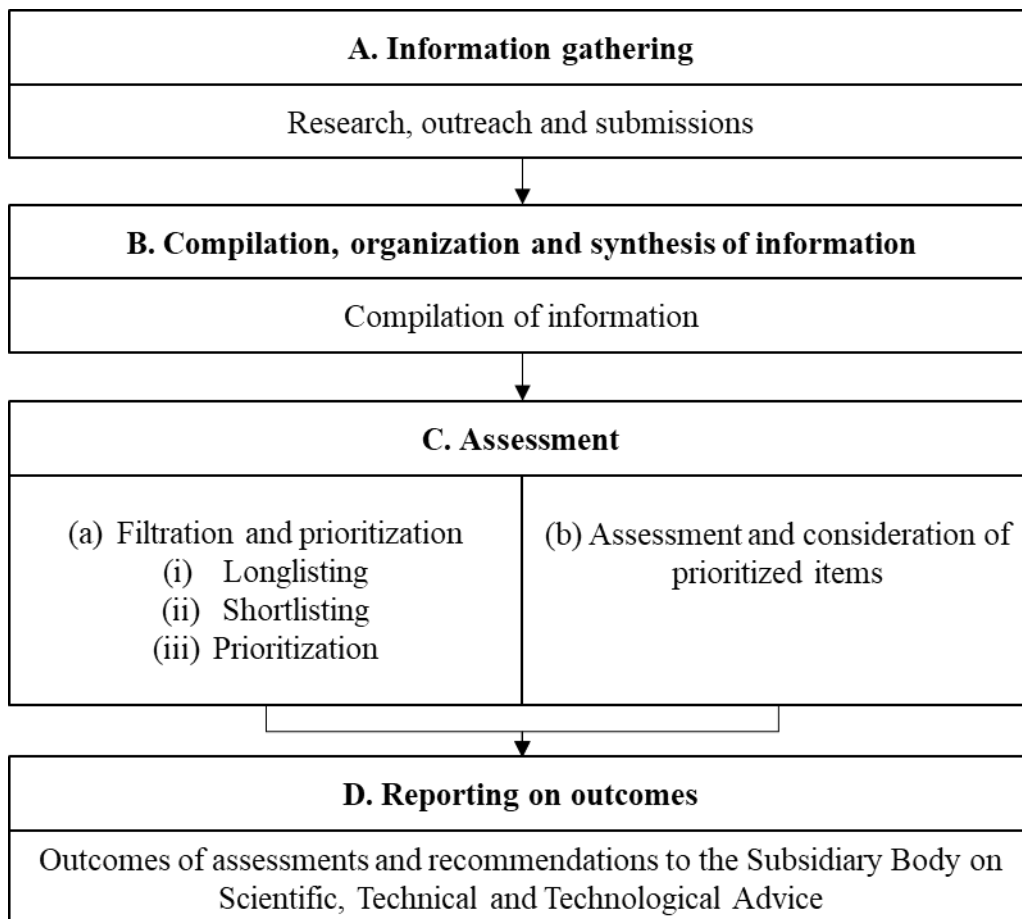 A. Information gathering
Research, outreach and submissions
B. Compilation, organization and synthesis of information
Compilation of information
C. Assessment
(a) Filtration and prioritization
(i) Longlisting
(ii) Shortlisting
(iii) Prioritization
(b) Assessment and consideration of
prioritized items
D. Reporting on outcomes
Outcomes of assessments and recommendations to the Subsidiary Body on
Scientific, Technical and Technological Advice